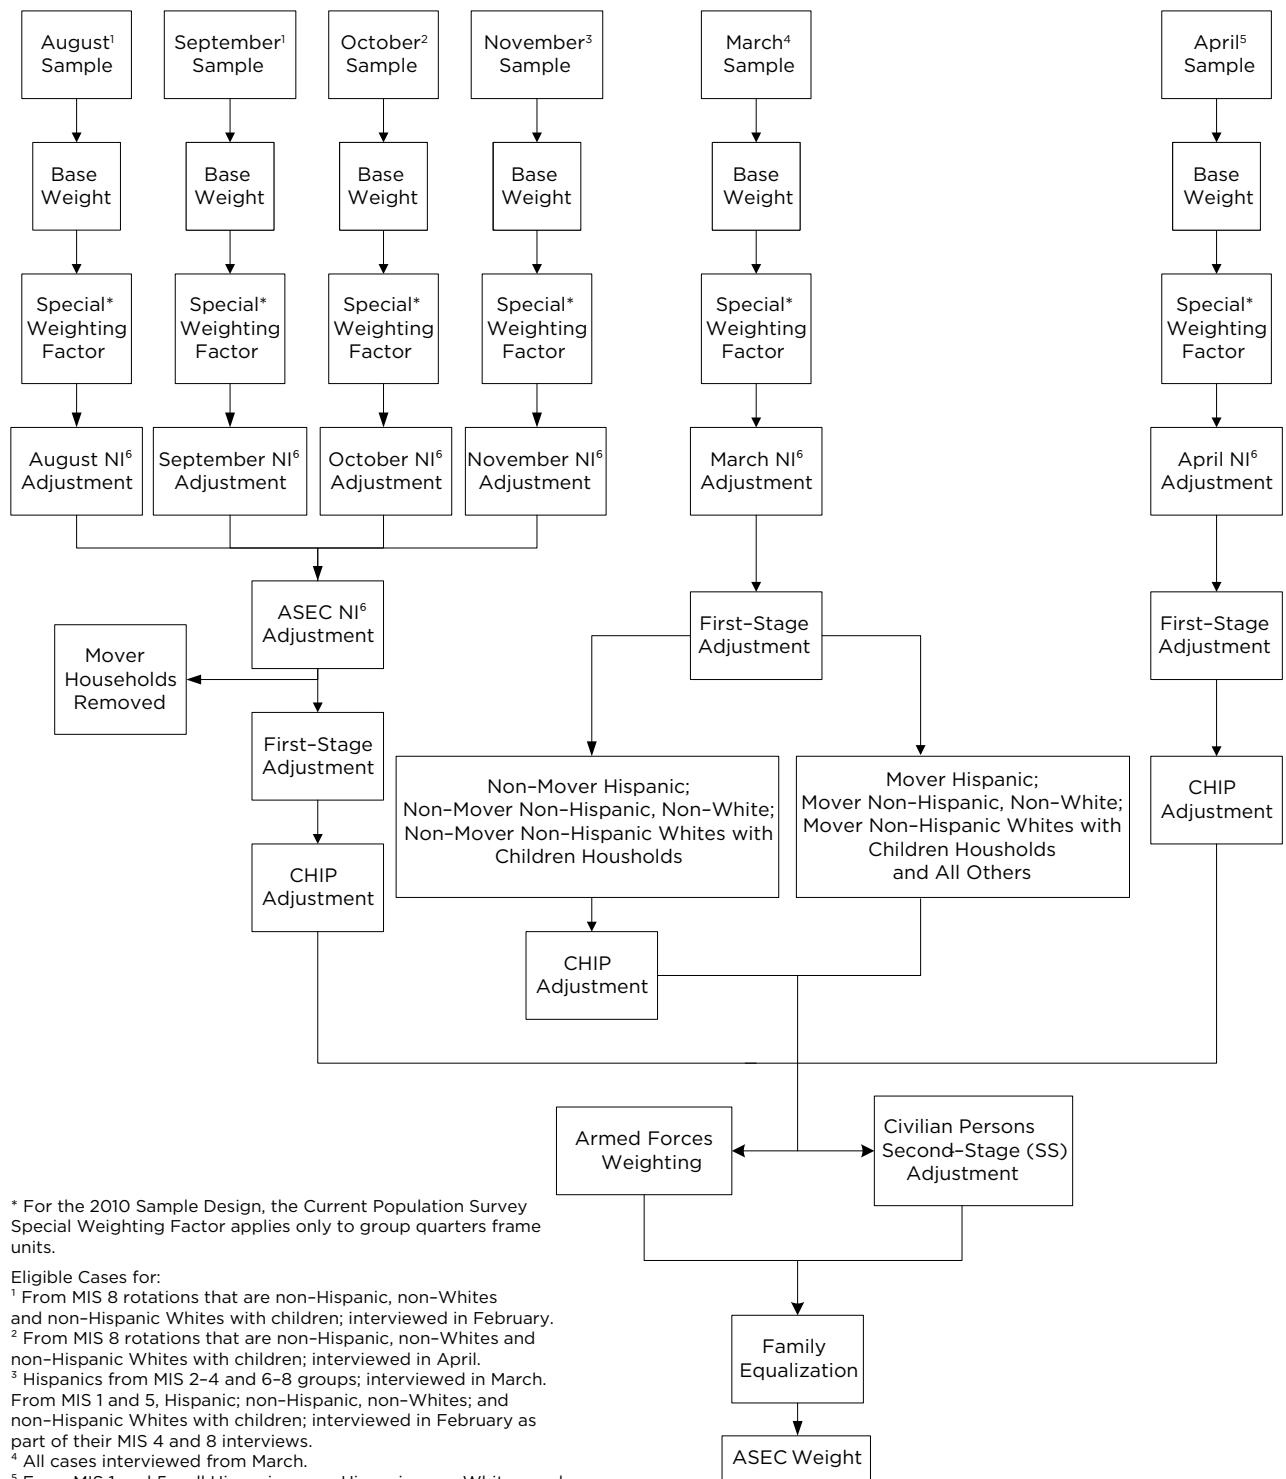 August¹
Sample
September¹
Sample
October²
Sample
November³
Sample
March⁴
Sample
April⁵
Sample
Base
Weight
Base
Weight
Base
Weight
Base
Weight
Base
Weight
Base
Weight
Special*
Weighting
Factor
Special*
Weighting
Factor
Special*
Weighting
Factor
Special*
Weighting
Factor
Special*
Weighting
Factor
Special*
Weighting
Factor
August NI⁶
Adjustment
September NI⁶
Adjustment
October NI⁶
Adjustment
November NI⁶
Adjustment
March NI⁶
Adjustment
April NI⁶
Adjustment
ASEC NI⁶
Adjustment
Mover
Households
Removed
First–Stage
Adjustment
First–Stage
Adjustment
First–Stage
Adjustment
Non–Mover Hispanic;
Non–Mover Non–Hispanic, Non–White;
Non–Mover Non–Hispanic Whites with
Children Housholds
Mover Hispanic;
Mover Non–Hispanic, Non–White;
Mover Non–Hispanic Whites with
Children Housholds
and All Others
CHIP
Adjustment
CHIP
Adjustment
CHIP
Adjustment
Armed Forces
Weighting
Civilian Persons
Second–Stage (SS)
Adjustment
Family
Equalization
ASEC Weight
* For the 2010 Sample Design, the Current Population Survey
Special Weighting Factor applies only to group quarters frame
units.
Eligible Cases for:
¹ From MIS 8 rotations that are non–Hispanic, non–Whites
and non–Hispanic Whites with children; interviewed in February.
² From MIS 8 rotations that are non–Hispanic, non–Whites and
non–Hispanic Whites with children; interviewed in April.
³ Hispanics from MIS 2–4 and 6–8 groups; interviewed in March.
From MIS 1 and 5, Hispanic; non–Hispanic, non–Whites; and
non–Hispanic Whites with children; interviewed in February as
part of their MIS 4 and 8 interviews.
⁴ All cases interviewed from March.